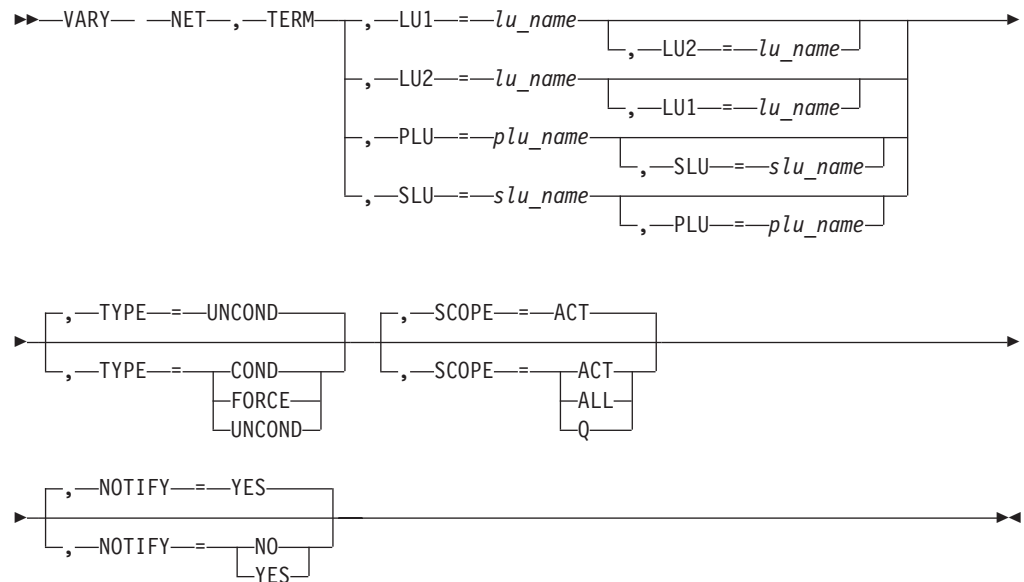 VARY NET , TERM , LU1 = lu_name
, LU2 = lu_name
, LU2 = lu_name
, LU1 = lu_name
, PLU = plu_name
, SLU = slu_name
, SLU = slu_name
, PLU = plu_name
, TYPE = UNCOND , SCOPE = ACT
, TYPE = COND , SCOPE = ACT
FORCE ALL
UNCOND Q
, NOTIFY = YES
, NOTIFY = NO
YES